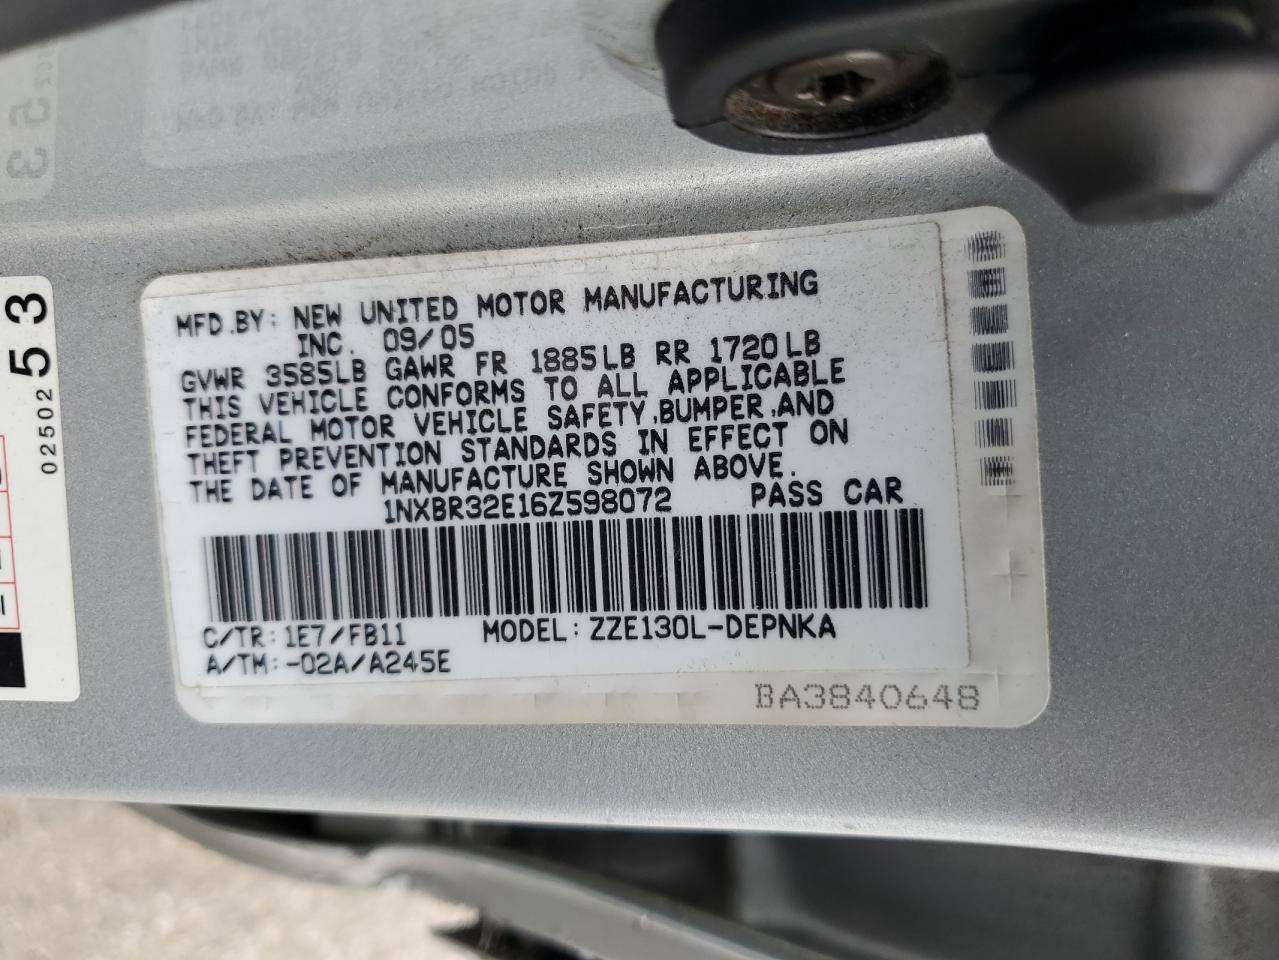 MFD.BY: NEW UNITED MOTOR MANUFACTURING
INC. 09/05
GVWR 3585LB GAWR FR 1885LB RR 1720LB
THIS VEHICLE CONFORMS TO ALL APPLICABLE
FEDERAL MOTOR VEHICLE SAFETY,BUMPER,AND
THEFT PREVENTION STANDARDS IN EFFECT ON
THE DATE OF MANUFACTURE SHOWN ABOVE.
1NXBR32E16Z598072 PASS CAR
C/TR: 1E7/FB11 MODEL: ZZE130L-DEPNKA
A/TM:-02A/A245E
BA3840648
02502
53